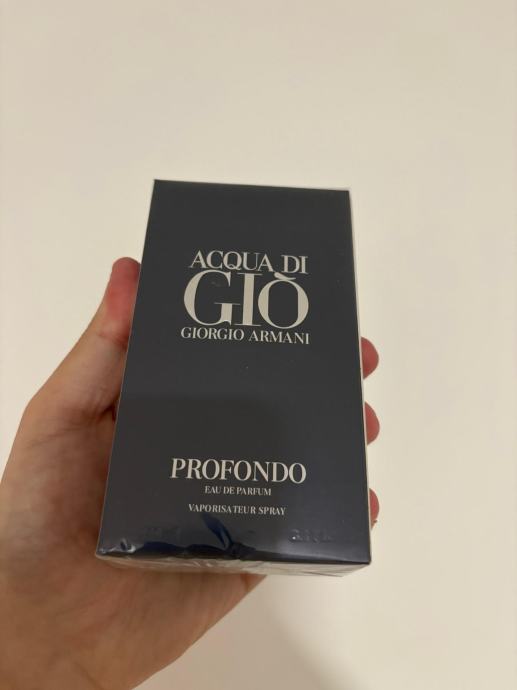 ACQUA DI
GIÒ
GIORGIO ARMANI
PROFONDO
EAU DE PARFUM
VAPORISATEUR SPRAY